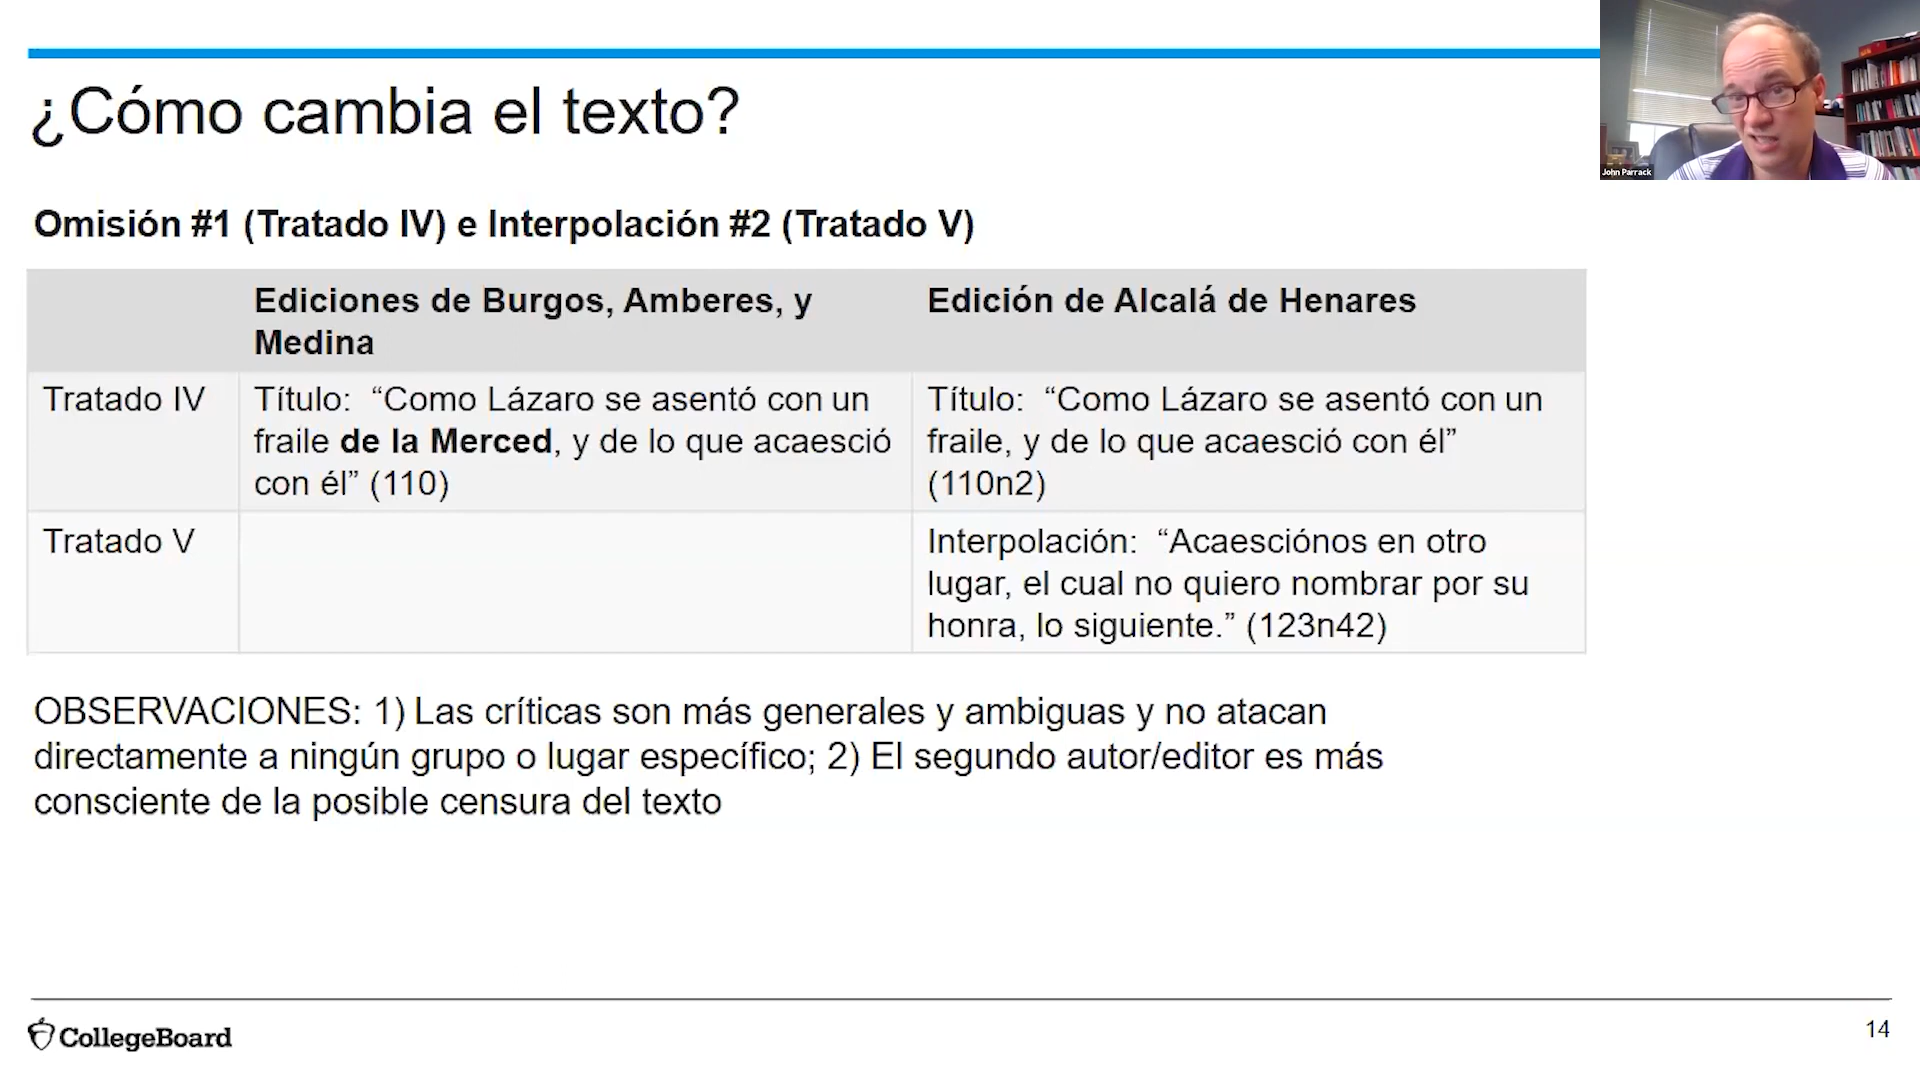 ¿Cómo cambia el texto?
John Parrack
Omisión #1 (Tratado IV) e Interpolación #2 (Tratado V)
Ediciones de Burgos, Amberes, y
Medina
Edición de Alcalá de Henares
Tratado IV
Título:  “Como Lázaro se asentó con un
fraile de la Merced, y de lo que acaesció
con él” (110)
Título:  “Como Lázaro se asentó con un
fraile, y de lo que acaesció con él”
(110n2)
Tratado V
Interpolación:  “Acaesciónos en otro
lugar, el cual no quiero nombrar por su
honra, lo siguiente.” (123n42)
OBSERVACIONES: 1) Las críticas son más generales y ambiguas y no atacan
directamente a ningún grupo o lugar específico; 2) El segundo autor/editor es más
consciente de la posible censura del texto
CollegeBoard
14